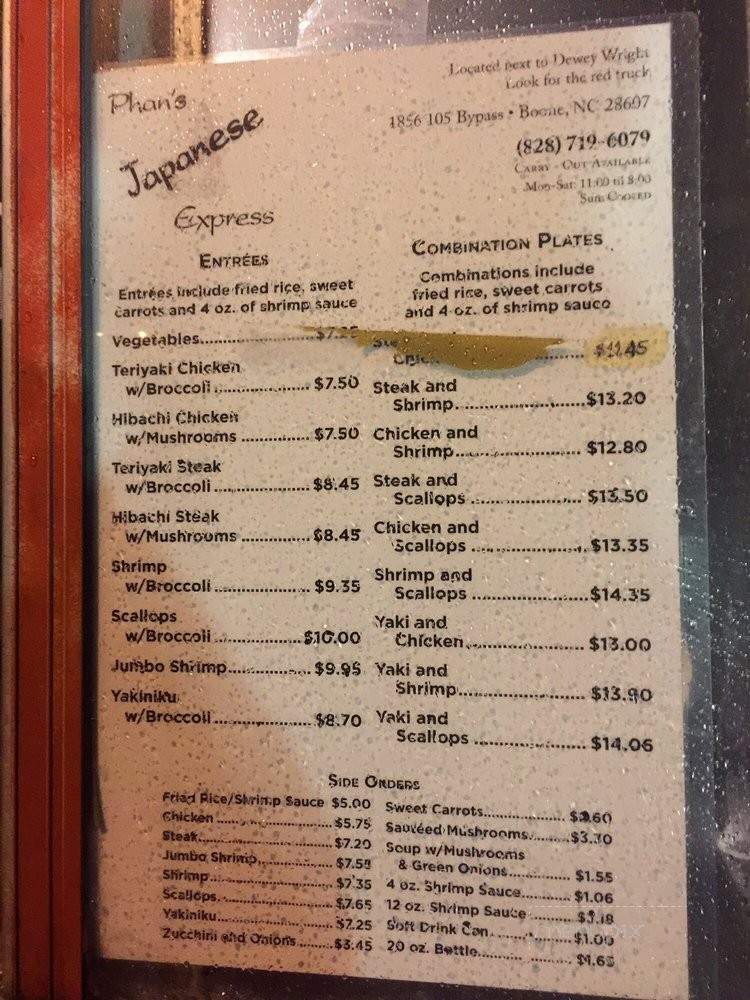 Phan's
Japanese
Express
Located next to Dewey Wright
Look for the red truck
1856 105 Bypass • Boone, NC 28607
(828) 719-6079
Carry - Out Available
Mon-Sat: 11:00 til 8:00
Sun: Closed
Entrées
Entrées include fried rice, sweet
carrots and 4 oz. of shrimp sauce
Vegetables.......... $7.25
Teriyaki Chicken
w/Broccoli .......... $7.50
Hibachi Chicken
w/Mushrooms .......... $7.50
Teriyaki Steak
w/Broccoli .......... $8.45
Hibachi Steak
w/Mushrooms .......... $8.45
Shrimp
w/Broccoli .......... $9.35
Scallops
w/Broccoli .......... $10.00
Jumbo Shrimp.......... $9.95
Yakiniku
w/Broccoli .......... $8.70
Combination Plates
Combinations include
fried rice, sweet carrots
and 4 oz. of shrimp sauce
.......... $11.45
Steak and
Shrimp.......... $13.20
Chicken and
Shrimp.......... $12.80
Steak and
Scallops .......... $13.50
Chicken and
Scallops .......... $13.35
Shrimp and
Scallops .......... $14.35
Yaki and
Chicken.......... $13.00
Yaki and
Shrimp.......... $13.90
Yaki and
Scallops .......... $14.06
Side Orders
Fried Rice/Shrimp Sauce $5.00
Chicken .......... $5.75
Steak.......... $7.20
Jumbo Shrimp.......... $7.55
Shrimp.......... $7.35
Scallops.......... $7.65
Yakiniku.......... $7.25
Zucchini and Onions.......... $3.45
Sweet Carrots..........
Sautéed Mushrooms.......... $3.30
Soup w/Mushrooms
& Green Onions.......... $1.55
4 oz. Shrimp Sauce.......... $1.06
12 oz. Shrimp Sauce .......... $3.18
Soft Drink Can.......... $1.00
20 oz. Bottle.......... $1.65